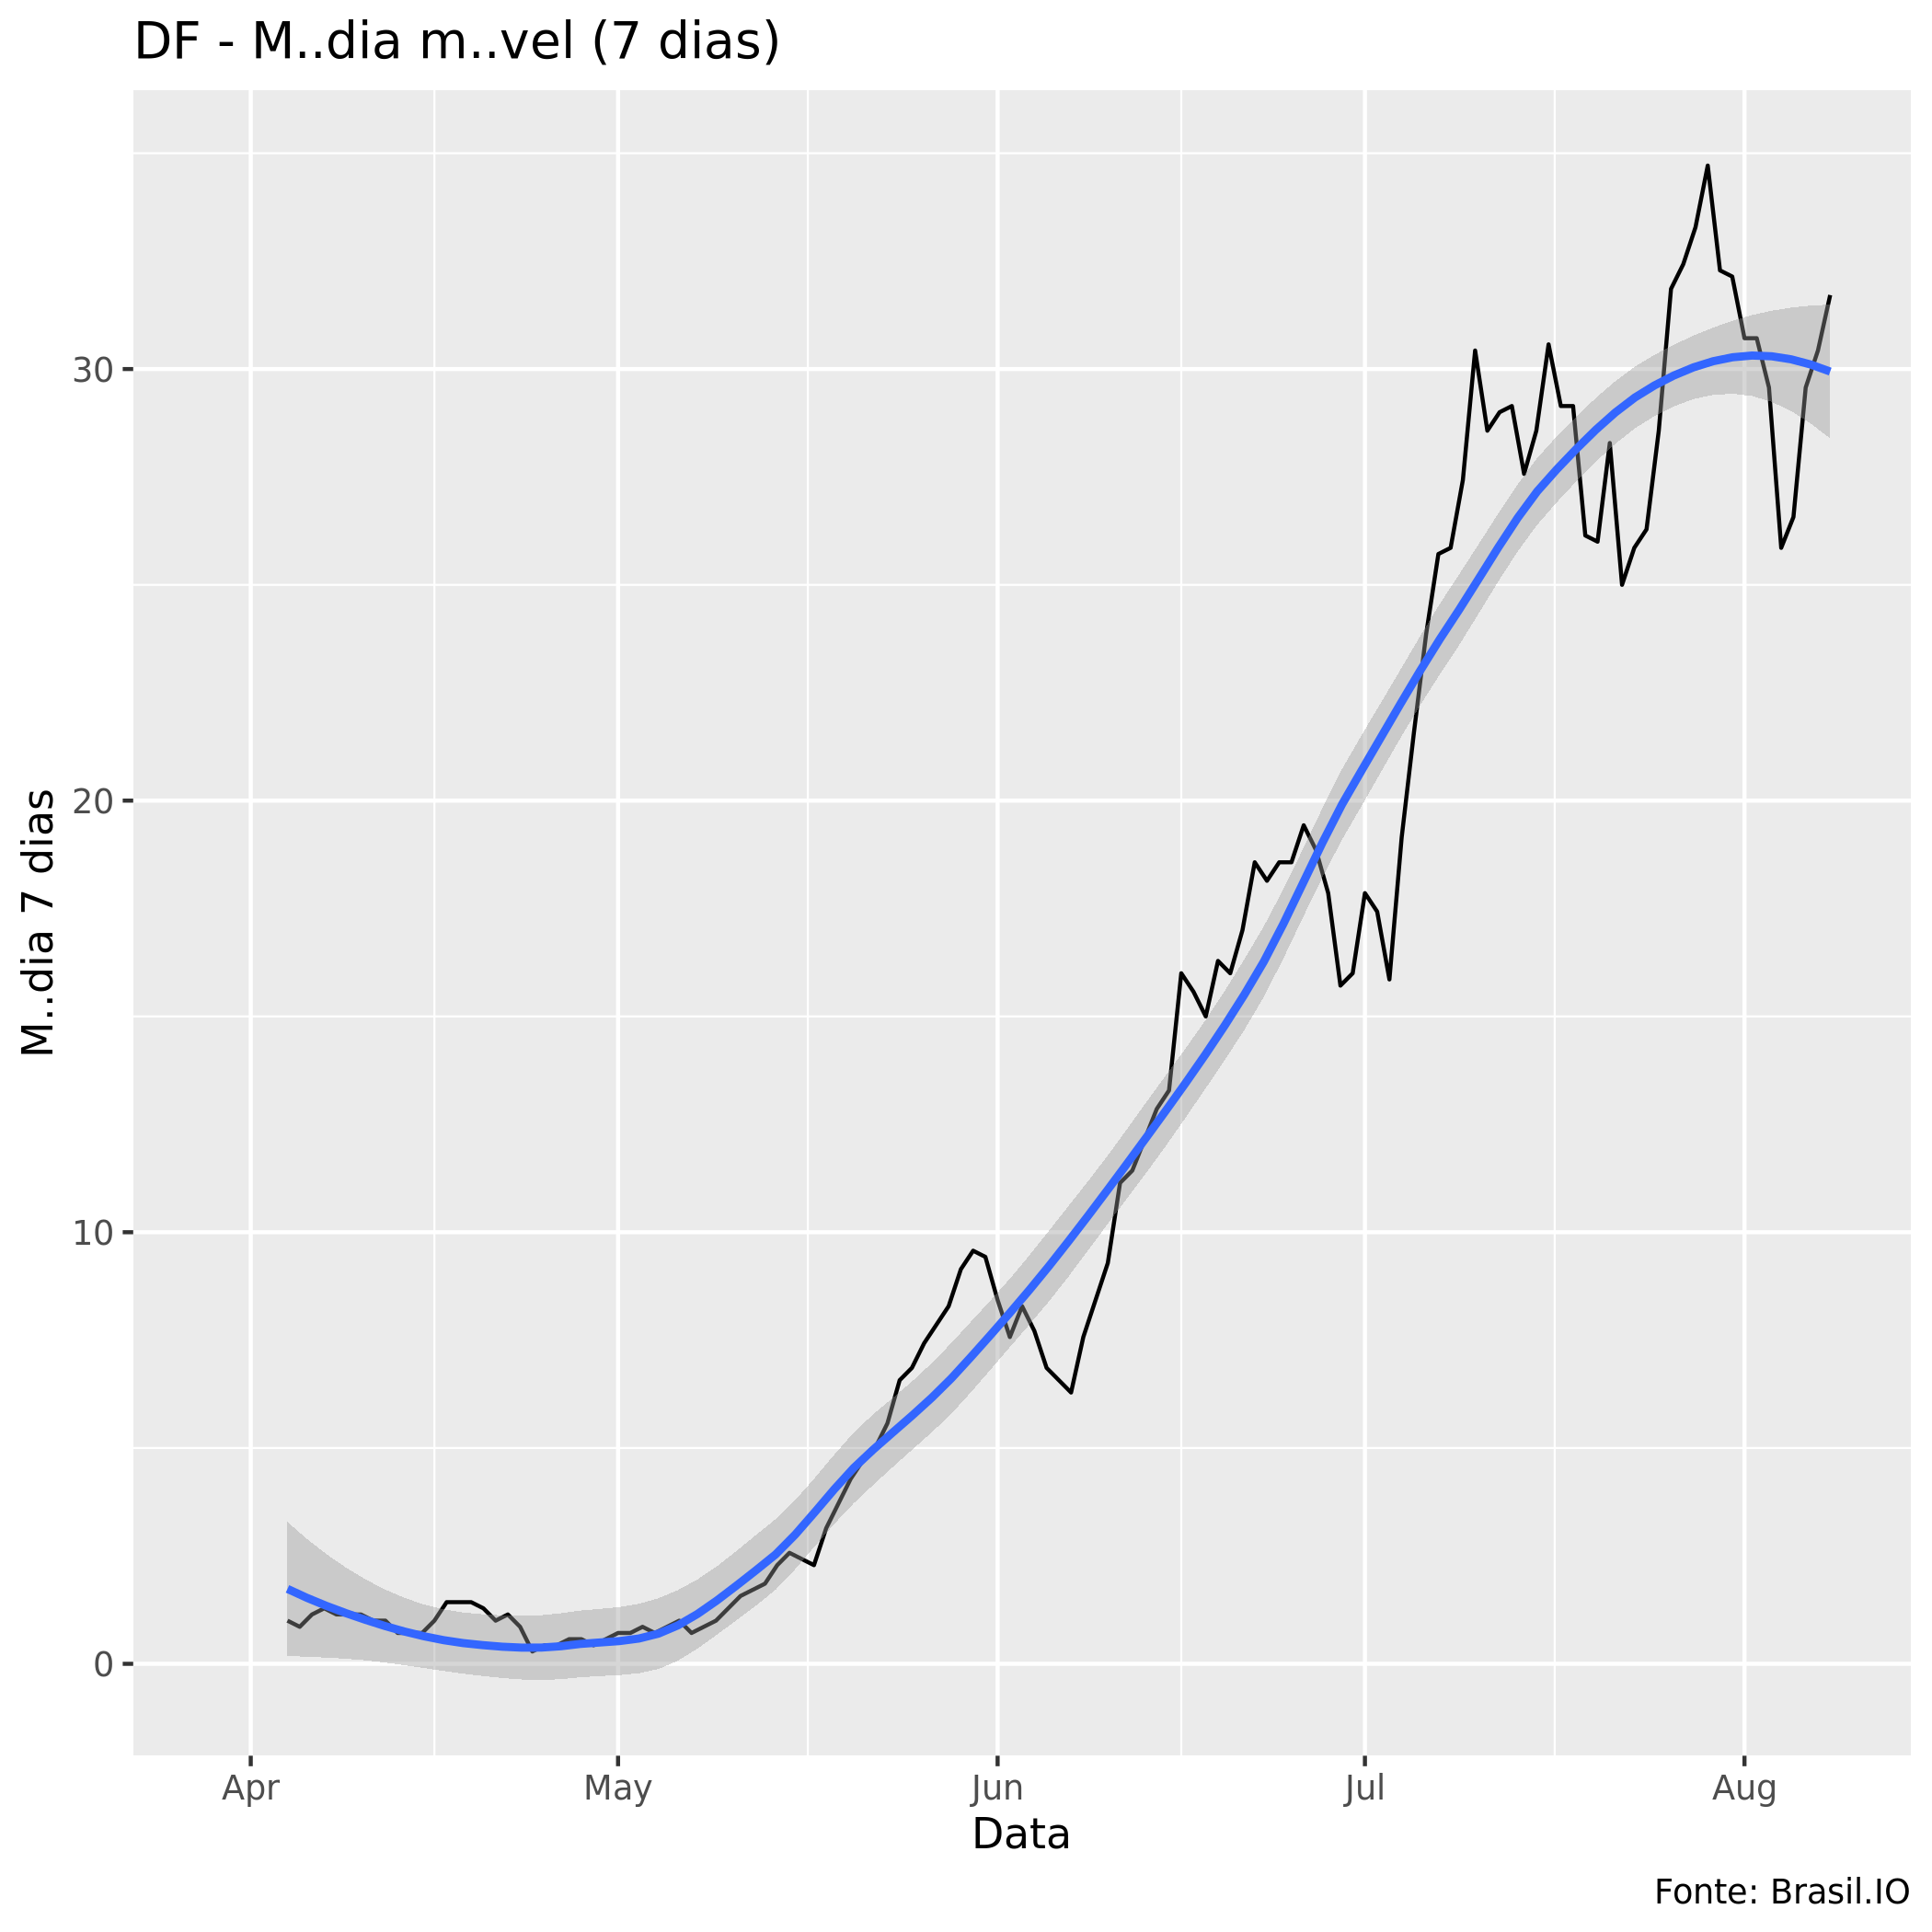 DF - M..dia m..vel (7 dias)
M..dia 7 dias
30
20
10
0
Apr May Jun Jul Aug
Data
Fonte: Brasil.IO